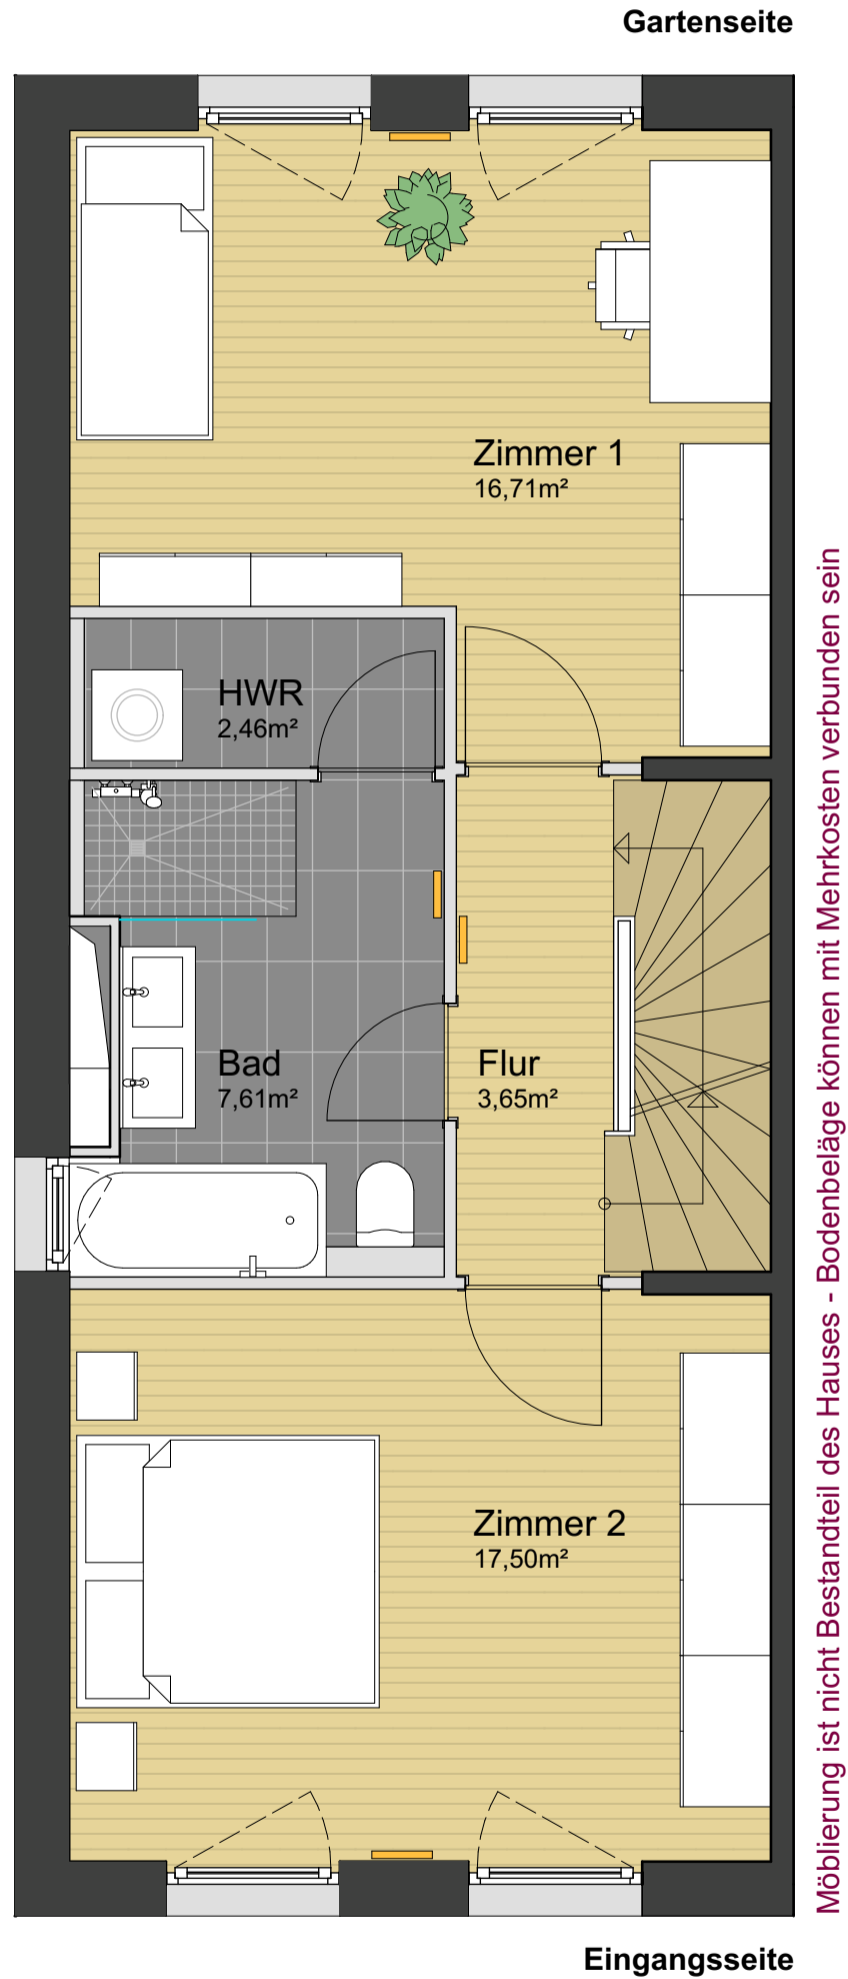 Gartenseite
Zimmer 1
16,71m²
HWR
2,46m²
Bad
7,61m²
Flur
3,65m²
Zimmer 2
17,50m²
Möblierung ist nicht Bestandteil des Hauses - Bodenbeläge können mit Mehrkosten verbunden sein
Eingangsseite